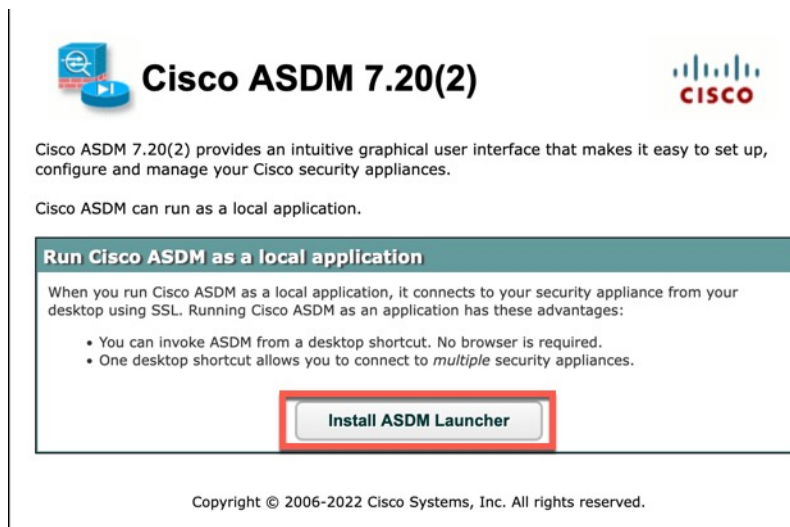 Cisco ASDM 7.20(2)
CISCO
Cisco ASDM 7.20(2) provides an intuitive graphical user interface that makes it easy to set up,
configure and manage your Cisco security appliances.
Cisco ASDM can run as a local application.
Run Cisco ASDM as a local application
When you run Cisco ASDM as a local application, it connects to your security appliance from your
desktop using SSL. Running Cisco ASDM as an application has these advantages:
• You can invoke ASDM from a desktop shortcut. No browser is required.
• One desktop shortcut allows you to connect to multiple security appliances.
Install ASDM Launcher
Copyright © 2006-2022 Cisco Systems, Inc. All rights reserved.